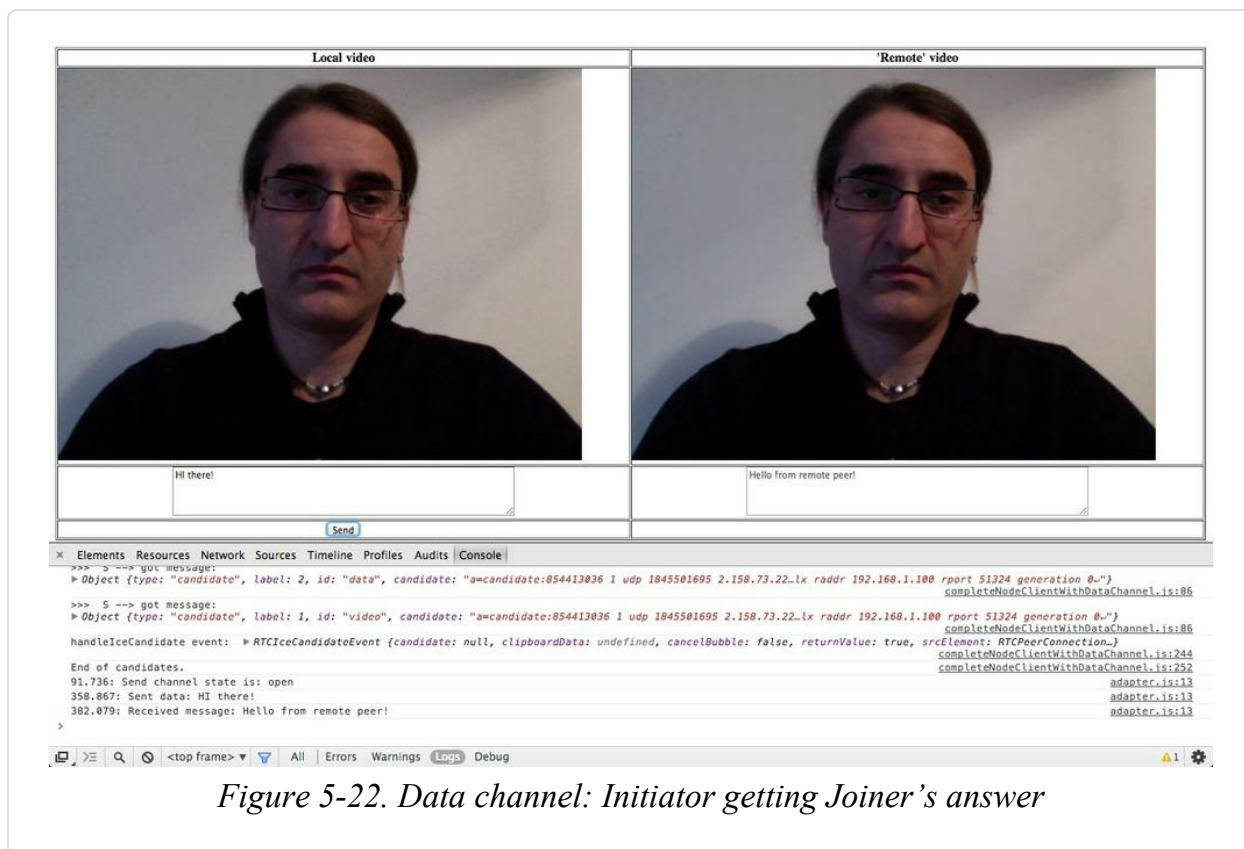 Local video
'Remote' video
HI there!
Hello from remote peer!
Send
× Elements Resources Network Sources Timeline Profiles Audits Console
>>> S --> got message:
▶ Object {type: "candidate", label: 2, id: "data", candidate: "a=candidate:854413036 1 udp 1845501695 2.158.73.22…lx raddr 192.168.1.100 rport 51324 generation 0↵"}
completeNodeClientWithDataChannel.js:86
>>> S --> got message:
▶ Object {type: "candidate", label: 1, id: "video", candidate: "a=candidate:854413036 1 udp 1845501695 2.158.73.22…lx raddr 192.168.1.100 rport 51324 generation 0↵"}
completeNodeClientWithDataChannel.js:86
handleIceCandidate event: ▶ RTCIceCandidateEvent {candidate: null, clipboardData: undefined, cancelBubble: false, returnValue: true, srcElement: RTCPeerConnection…}
completeNodeClientWithDataChannel.js:244
End of candidates. completeNodeClientWithDataChannel.js:252
91.736: Send channel state is: open adapter.js:13
358.867: Sent data: HI there! adapter.js:13
382.079: Received message: Hello from remote peer! adapter.js:13
>
<top frame> ▼ All | Errors Warnings Logs Debug 1
Figure 5-22. Data channel: Initiator getting Joiner's answer